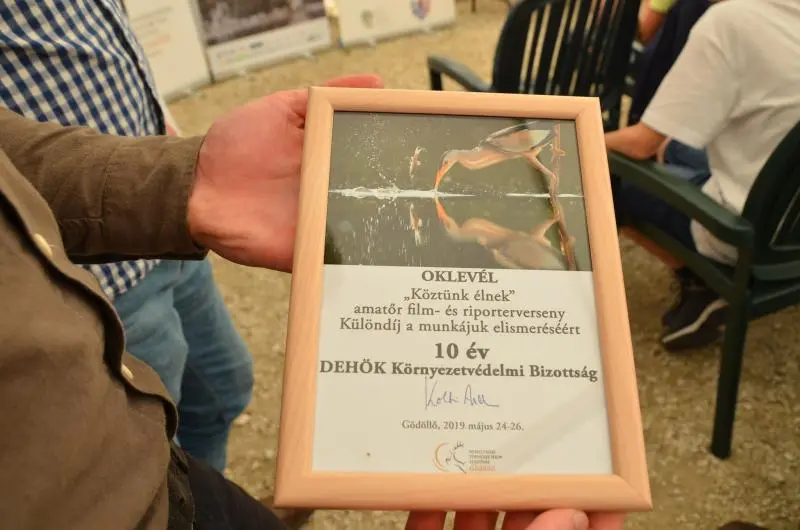 OKLEVÉL
„Köztünk élnek”
amatőr film- és riporterverseny
Különdíj a munkájuk elismeréséért
10 év
DEHÖK Környezetvédelmi Bizottság
Gödöllő, 2019. május 24-26.
GÖDÖLLŐ